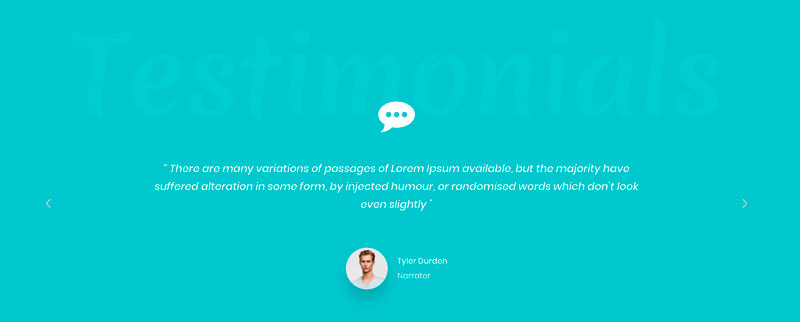 Testimonials
" There are many variations of passages of Lorem Ipsum available, but the majority have
suffered alteration in some form, by injected humour, or randomised words which don't look
even slightly "
Tyler Durden
Narrator